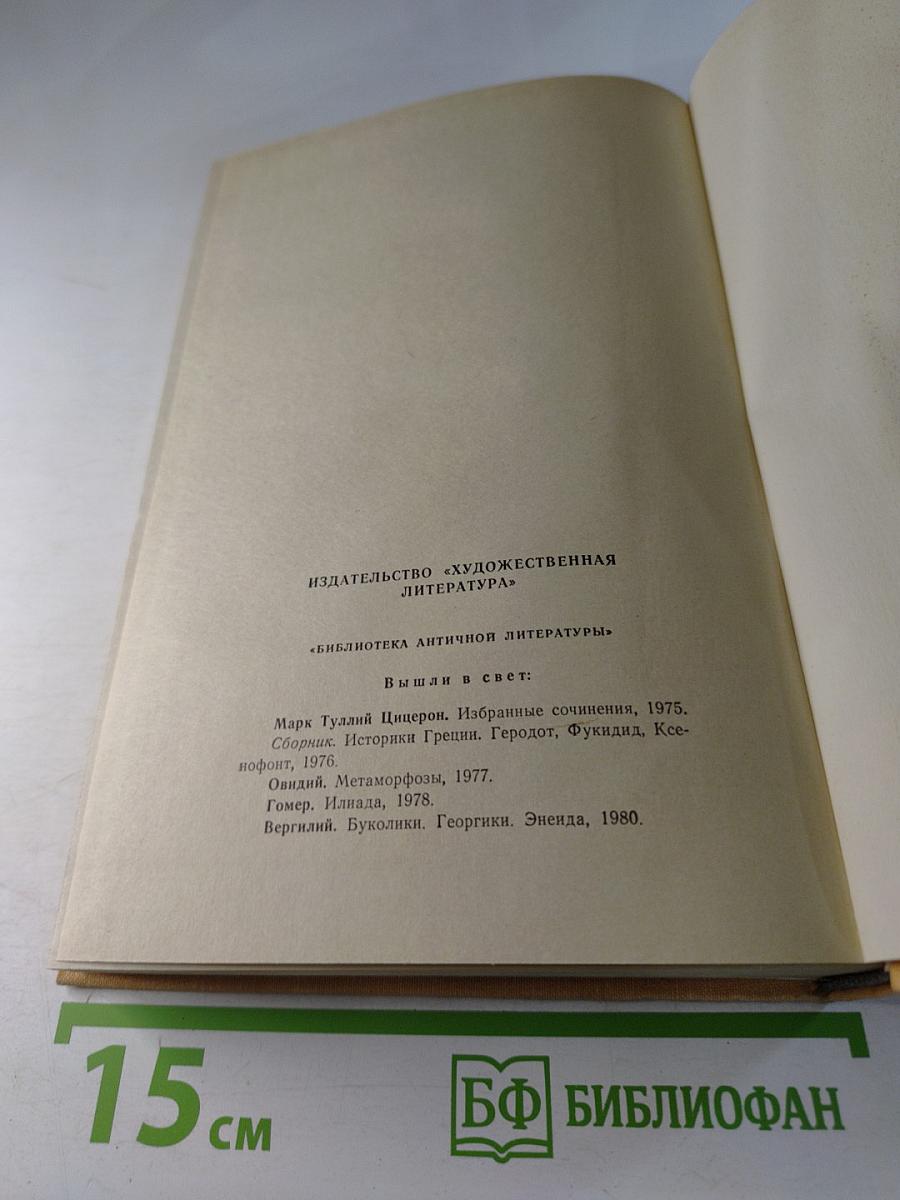 ИЗДАТЕЛЬСТВО «ХУДОЖЕСТВЕННАЯ
ЛИТЕРАТУРА»
«БИБЛИОТЕКА АНТИЧНОЙ ЛИТЕРАТУРЫ»
Вышли в свет:
Марк Туллий Цицерон. Избранные сочинения, 1975.
Сборник. Историки Греции. Геродот, Фукидид, Ксе-
нофонт, 1976.
Овидий. Метаморфозы, 1977.
Гомер. Илиада, 1978.
Вергилий. Буколики. Георгики. Энеида, 1980.
15 см
БФ БИБЛИОФАН